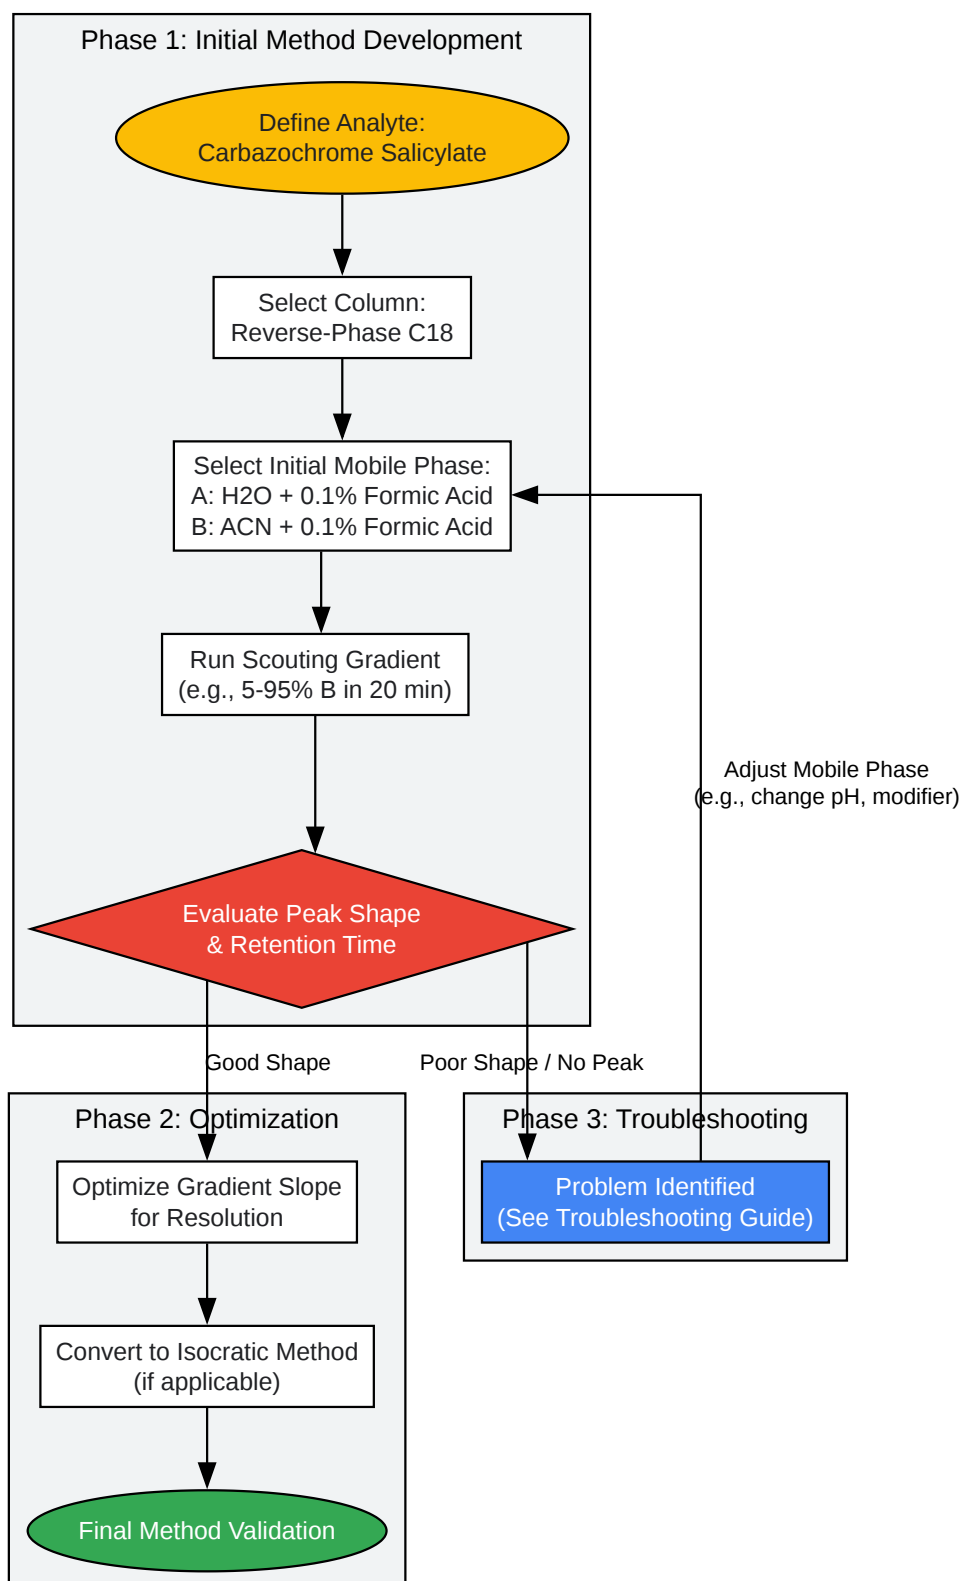 Phase 1: Initial Method Development
Define Analyte:
Carbazochrome Salicylate
Select Column:
Reverse-Phase C18
Select Initial Mobile Phase:
A: H2O + 0.1% Formic Acid
B: ACN + 0.1% Formic Acid
Run Scouting Gradient
(e.g., 5-95% B in 20 min)
Adjust Mobile Phase
(e.g., change pH, modifier)
Evaluate Peak Shape
& Retention Time
Good Shape
Poor Shape / No Peak
Phase 2: Optimization
Optimize Gradient Slope
for Resolution
Convert to Isocratic Method
(if applicable)
Final Method Validation
Phase 3: Troubleshooting
Problem Identified
(See Troubleshooting Guide)